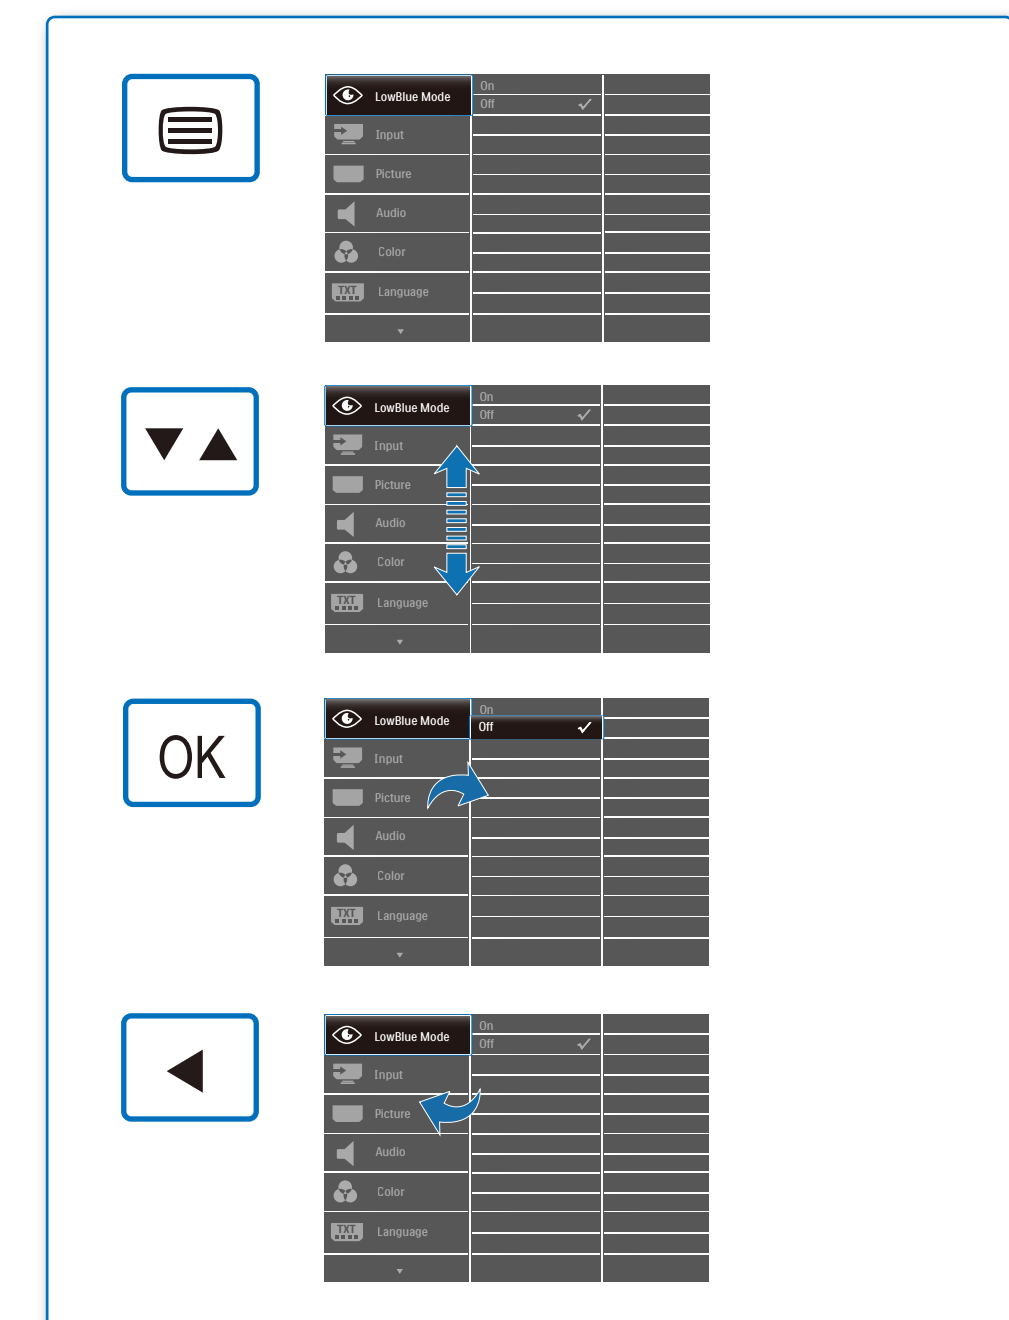 LowBlue Mode
On
Off
Input
Picture
Audio
Color
TXT
Language
LowBlue Mode
On
Off
Input
Picture
Audio
Color
TXT
Language
OK
LowBlue Mode
On
Off
Input
Picture
Audio
Color
TXT
Language
LowBlue Mode
On
Off
Input
Picture
Audio
Color
TXT
Language